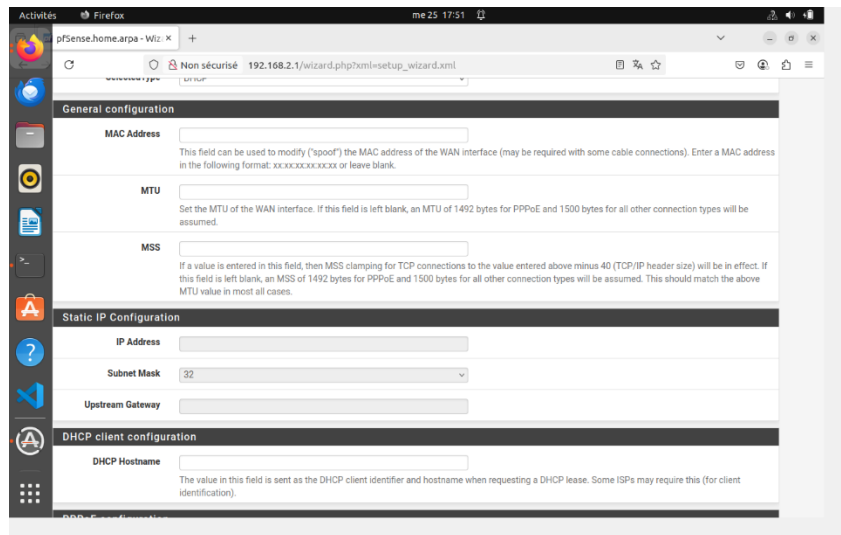 Activités
Firefox
me 25 17:51
pfSense.home.arpa - Wiz
Non sécurisé
192.168.2.1/wizard.php?xml=setup_wizard.xml
SelectedType
DHCP
General configuration
MAC Address
This field can be used to modify ("spoof") the MAC address of the WAN interface (may be required with some cable connections). Enter a MAC address
in the following format: xx:xx:xx:xx:xx:xx or leave blank.
MTU
Set the MTU of the WAN interface. If this field is left blank, an MTU of 1492 bytes for PPPoE and 1500 bytes for all other connection types will be
assumed.
MSS
If a value is entered in this field, then MSS clamping for TCP connections to the value entered above minus 40 (TCP/IP header size) will be in effect. If
this field is left blank, an MSS of 1492 bytes for PPPoE and 1500 bytes for all other connection types will be assumed. This should match the above
MTU value in most all cases.
Static IP Configuration
IP Address
Subnet Mask
32
Upstream Gateway
DHCP client configuration
DHCP Hostname
The value in this field is sent as the DHCP client identifier and hostname when requesting a DHCP lease. Some ISPs may require this (for client
identification).
PPPoE configuration